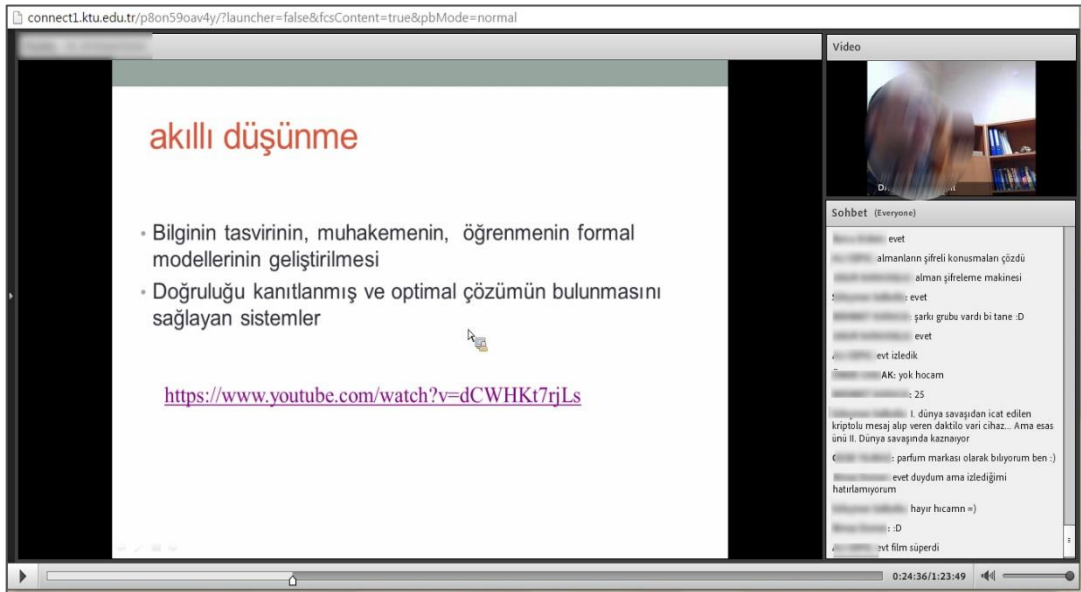 connect1.ktu.edu.tr/p8on59oav4y/?launcher=false&fcsContent=true&pbMode=normal
akıllı düşünme
• Bilginin tasvirinin, muhakemenin, öğrenmenin formal
modellerinin geliştirilmesi
• Doğruluğu kanıtlanmış ve optimal çözümün bulunmasını
sağlayan sistemler
https://www.youtube.com/watch?v=dCWHKt7rjLs
Video
Sohbet (Everyone)
evet
almanların şifreli konusmaları çözdü
alman şifreleme makinesi
: evet
: şarkı grubu vardı bi tane :D
evet
evt izledik
AK: yok hocam
: 25
I. dünya savaşıdan icat edilen
kriptolu mesaj alıp veren daktilo vari cihaz... Ama esas
ünü II. Dünya savaşında kaznaıyor
: parfum markası olarak bılıyorum ben :)
evet duydum ama izlediğimi
hatırlamıyorum
hayır hıcamn =)
: :D
evt film süperdi
0:24:36/1:23:49